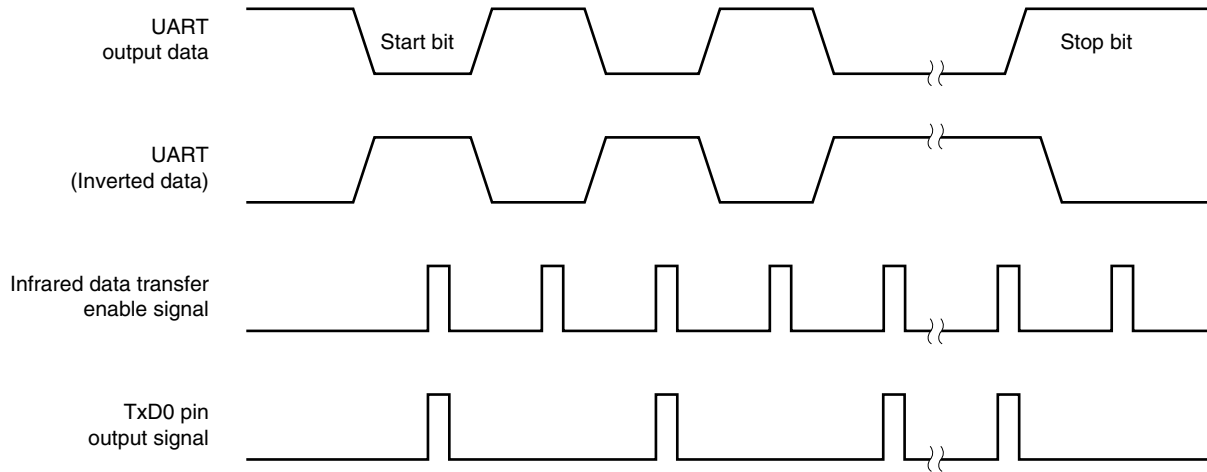 UART
output data
Start bit
Stop bit
UART
(Inverted data)
Infrared data transfer
enable signal
TxD0 pin
output signal